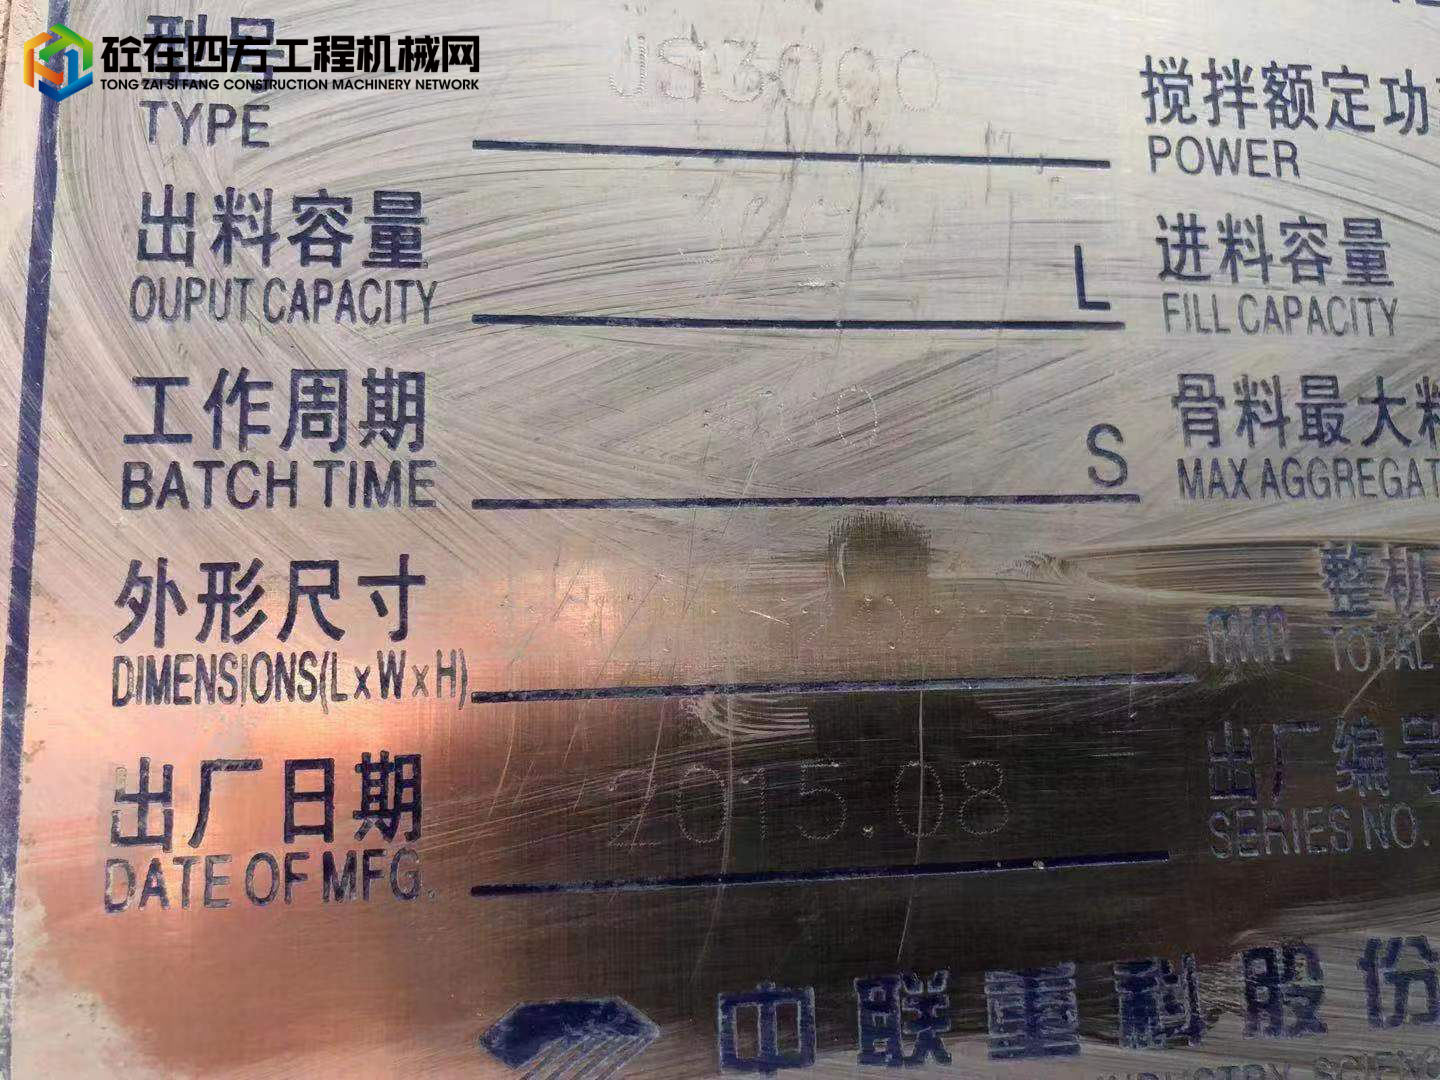 砼在四方工程机械网
TONG ZAI SI FANG CONSTRUCTION MACHINERY NETWORK
型号 JS3000
TYPE
搅拌额定功
POWER
出料容量 L
OUPUT CAPACITY
进料容量
FILL CAPACITY
工作周期 S
BATCH TIME
骨料最大
MAX AGGREGAT
外形尺寸 mm
DIMENSIONS(L x W x H)
整机
TOTAL
出厂日期 2015.08
DATE OF MFG.
出厂编号
SERIES NO.
中联重科股份
INDUSTRY SCIENC